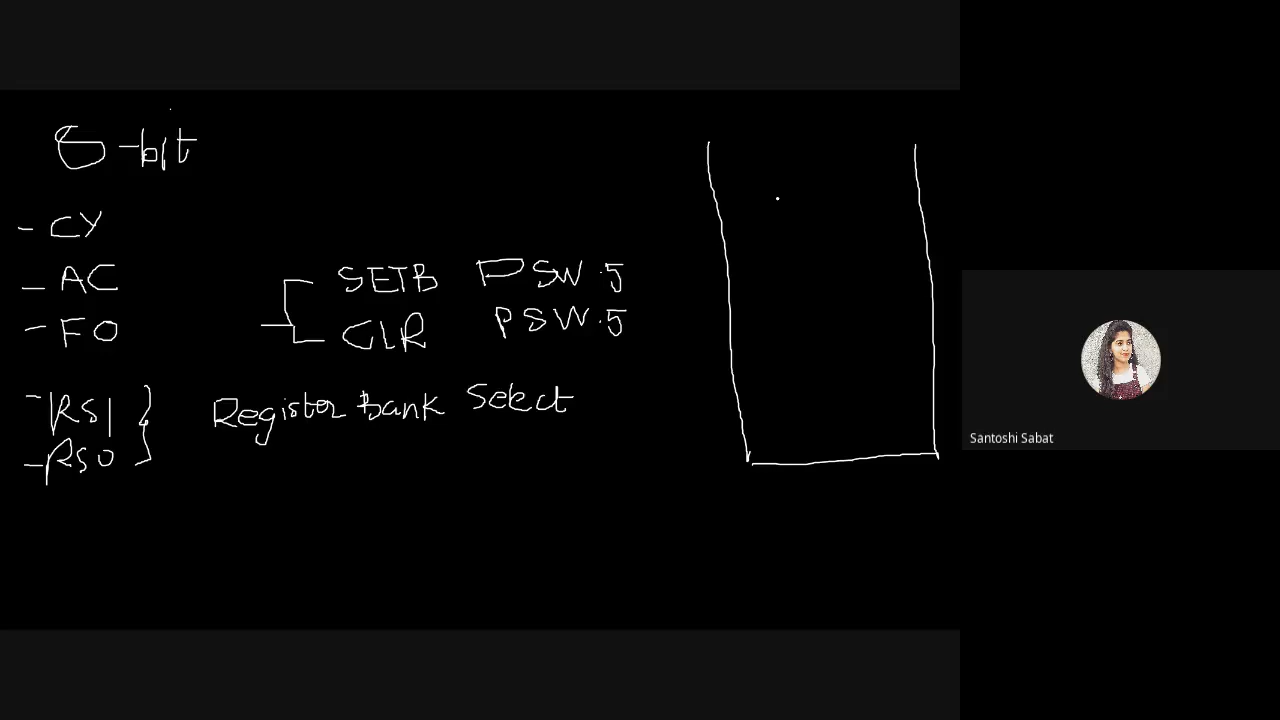 8-bit
- CY
- AC
- F0
SETB PSW.5
CLR PSW.5
- RS1
- RS0
Register Bank Select
Santoshi Sabat